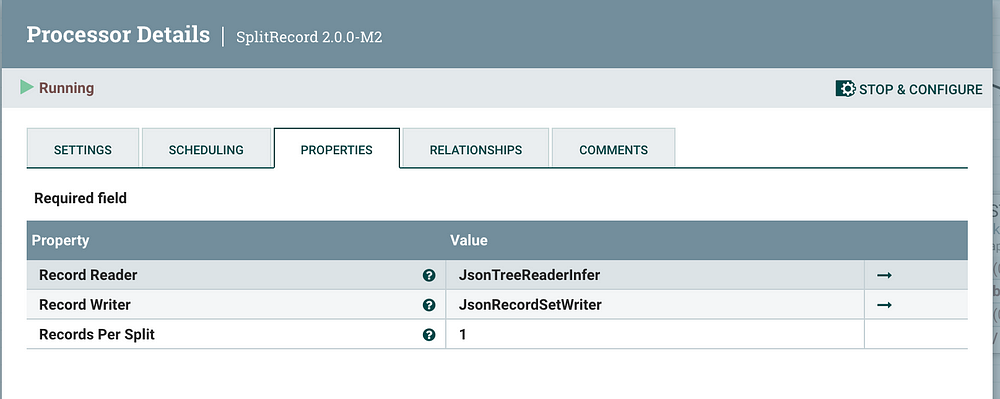 Processor Details | SplitRecord 2.0.0-M2
Running STOP & CONFIGURE
SETTINGS SCHEDULING PROPERTIES RELATIONSHIPS COMMENTS
Required field
Property Value
Record Reader JsonTreeReaderInfer
Record Writer JsonRecordSetWriter
Records Per Split 1